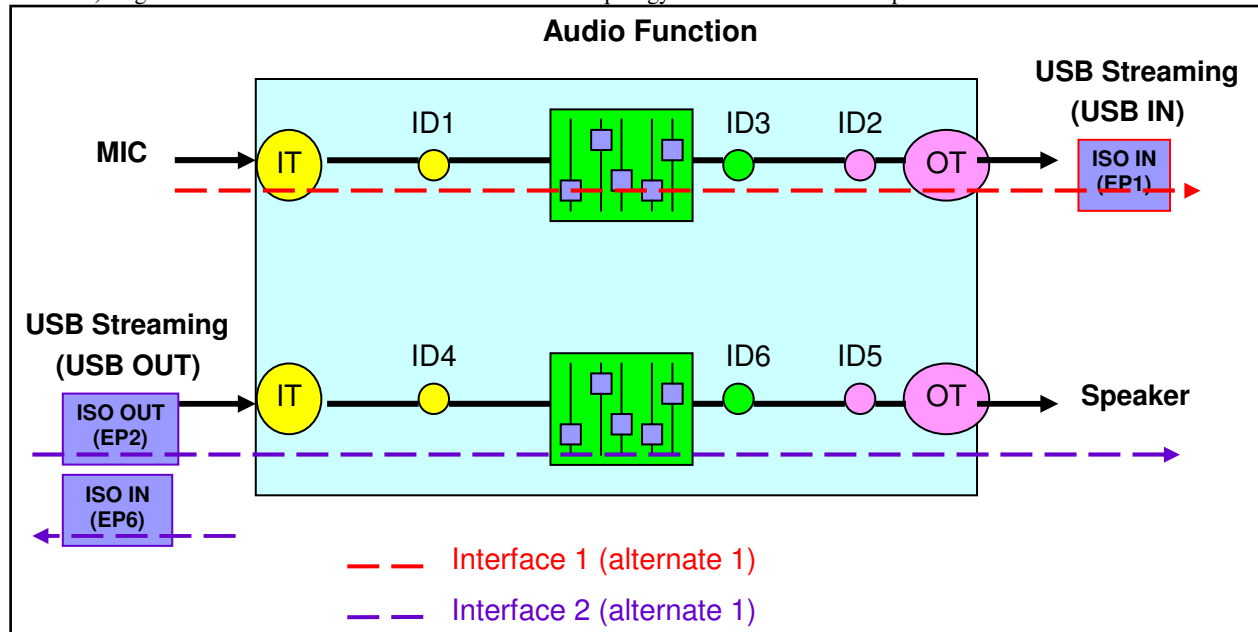 Audio Function
USB Streaming
(USB IN)
MIC
IT
ID1
ID3
ID2
OT
ISO IN
(EP1)
USB Streaming
(USB OUT)
ISO OUT
(EP2)
IT
ID4
ID6
ID5
OT
Speaker
ISO IN
(EP6)
Interface 1 (alternate 1)
Interface 2 (alternate 1)